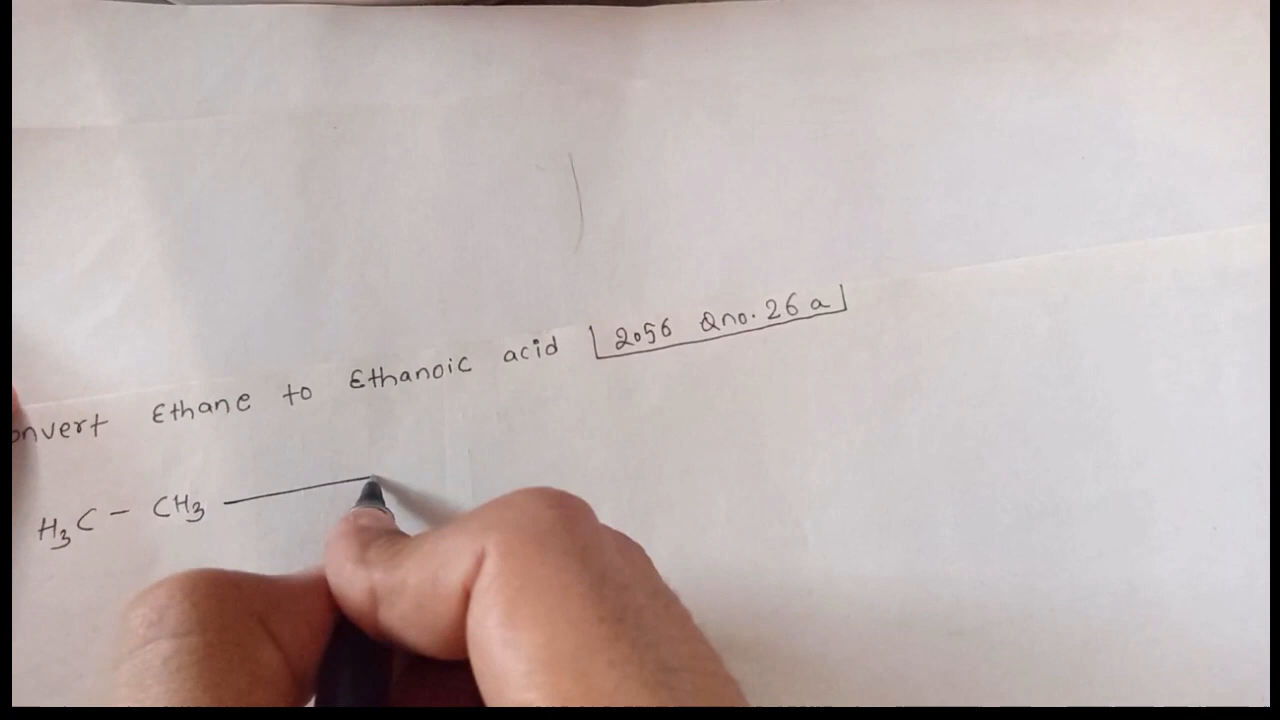 onvert Ethane to Ethanoic acid 2056 Qno. 26 a
H₃C - CH₃